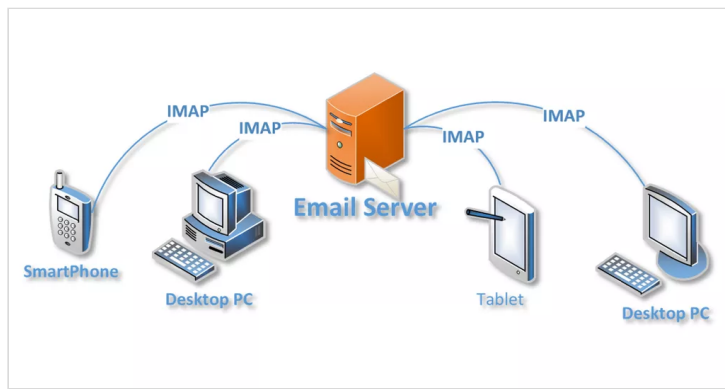 IMAP
IMAP
IMAP
IMAP
Email Server
SmartPhone
Desktop PC
Tablet
Desktop PC